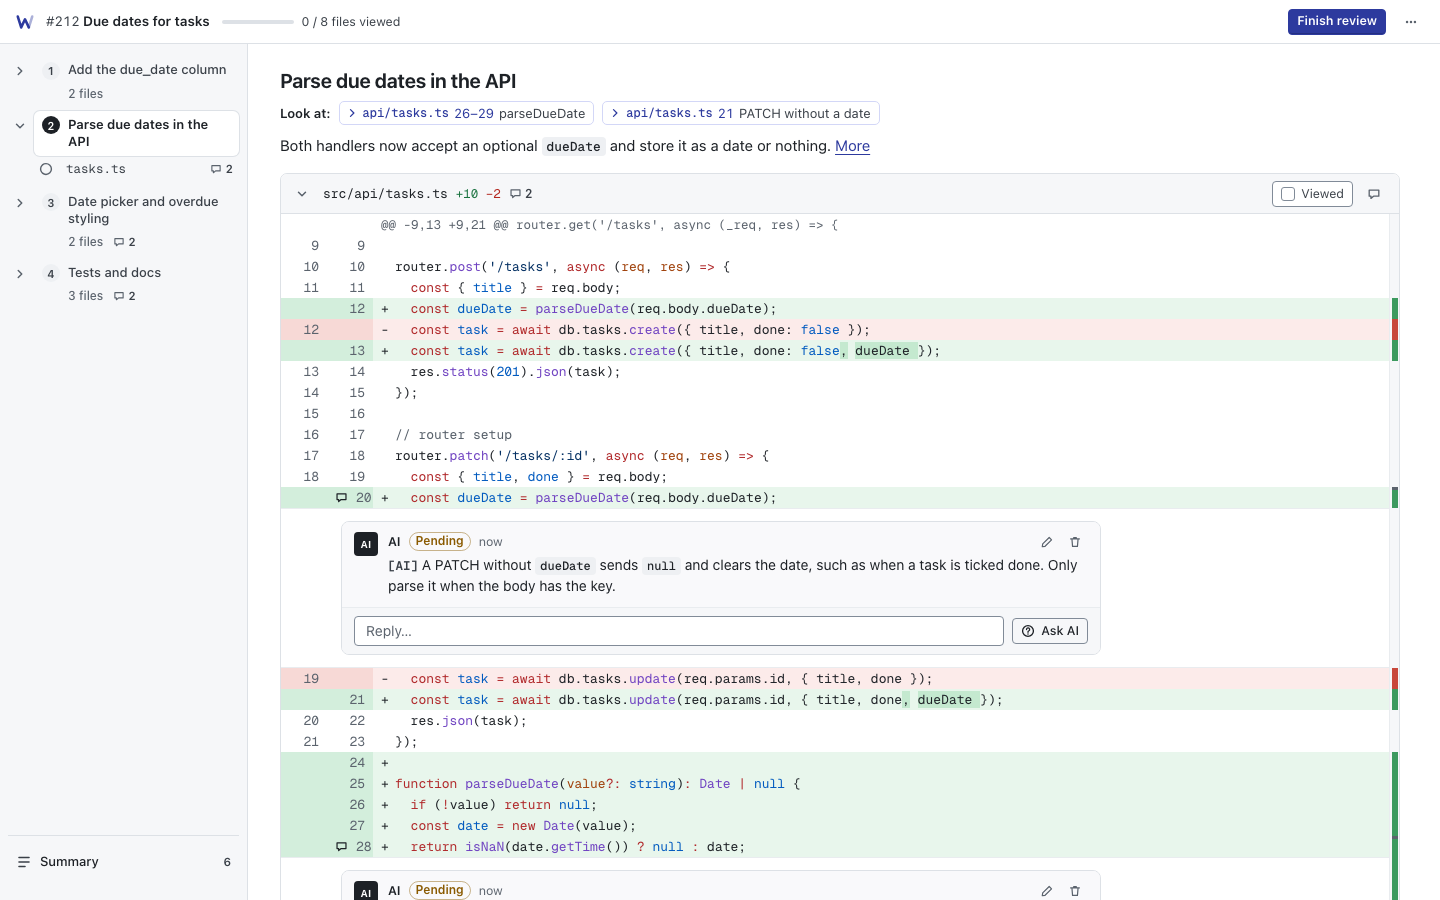 #212 Due dates for tasks 0 / 8 files viewed Finish review
1 Add the due_date column
2 files
2 Parse due dates in the
API
tasks.ts 2
3 Date picker and overdue
styling
2 files 2
4 Tests and docs
3 files 2
Summary 6
Parse due dates in the API
Look at: api/tasks.ts 26–29 parseDueDate api/tasks.ts 21 PATCH without a date
Both handlers now accept an optional dueDate and store it as a date or nothing. More
src/api/tasks.ts +10 −2 2 Viewed
@@ -9,13 +9,21 @@ router.get('/tasks', async (_req, res) => {
9 9
10 10 router.post('/tasks', async (req, res) => {
11 11 const { title } = req.body;
12 + const dueDate = parseDueDate(req.body.dueDate);
12 - const task = await db.tasks.create({ title, done: false });
13 + const task = await db.tasks.create({ title, done: false, dueDate });
13 14 res.status(201).json(task);
14 15 });
15 16
16 17 // router setup
17 18 router.patch('/tasks/:id', async (req, res) => {
18 19 const { title, done } = req.body;
20 + const dueDate = parseDueDate(req.body.dueDate);
AI AI Pending now
[AI] A PATCH without dueDate sends null and clears the date, such as when a task is ticked done. Only
parse it when the body has the key.
Reply... Ask AI
19 - const task = await db.tasks.update(req.params.id, { title, done });
21 + const task = await db.tasks.update(req.params.id, { title, done, dueDate });
20 22 res.json(task);
21 23 });
24 +
25 + function parseDueDate(value?: string): Date | null {
26 + if (!value) return null;
27 + const date = new Date(value);
28 + return isNaN(date.getTime()) ? null : date;
AI AI Pending now